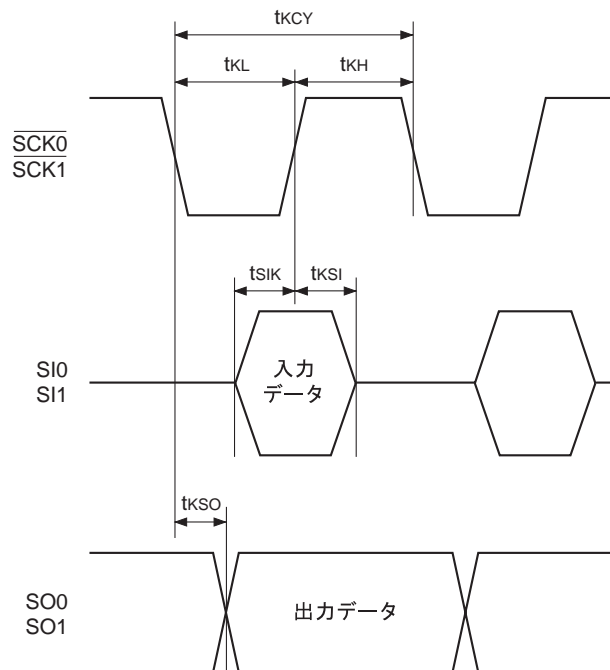 tKCY
tKL tKH
SCK0
SCK1
tSIK tKSI
SI0
SI1
入力
データ
tKSO
SO0
SO1
出力データ